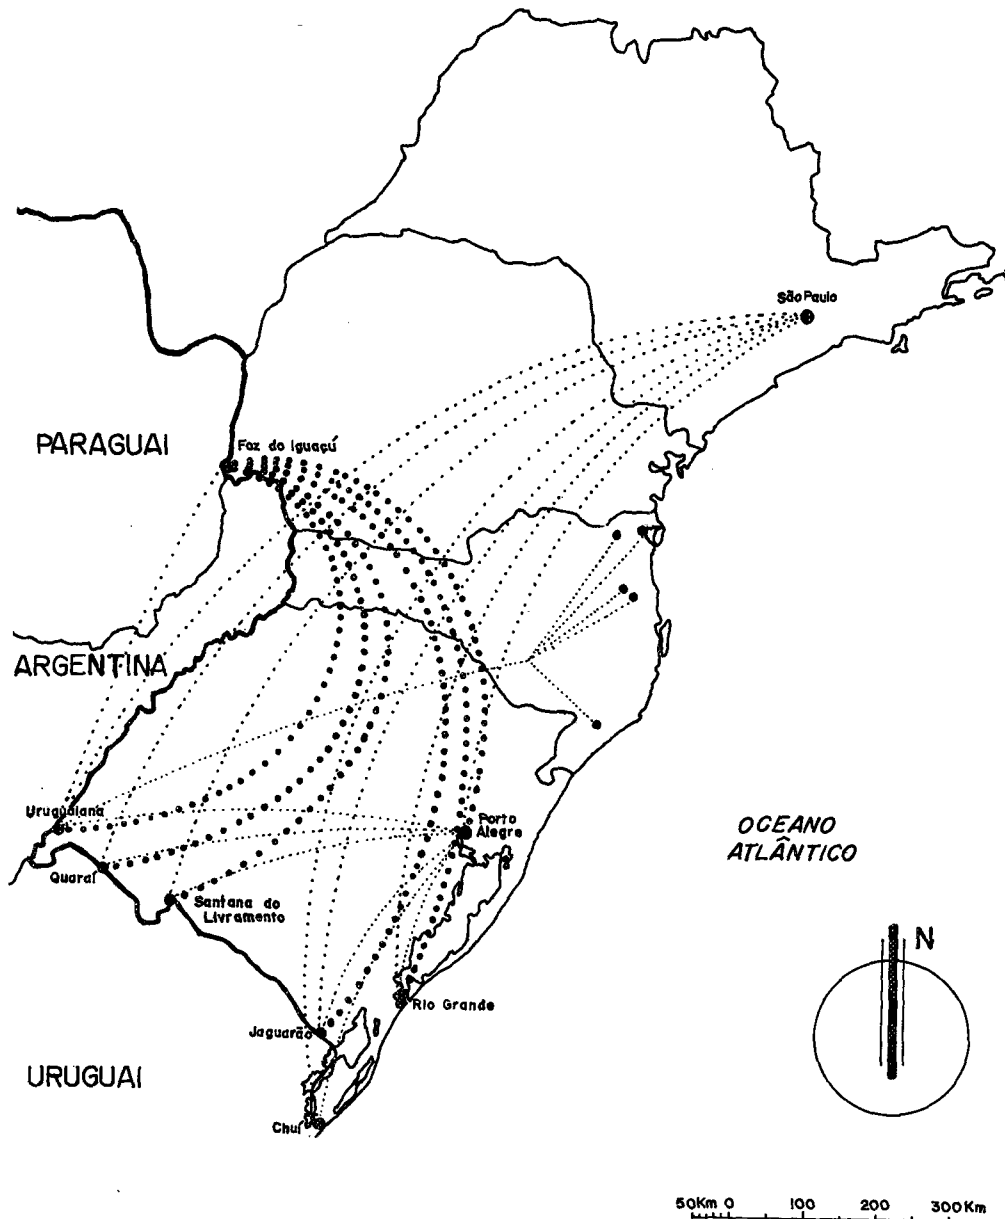 São Paulo
PARAGUAI
Foz do Iguaçú
ARGENTINA
Uruguaiana
Porto
Alegre
OCEANO
ATLÂNTICO
Quaraí
Santana do
Livramento
N
Rio Grande
Jaguarão
URUGUAI
Chuí
50Km 0 100 200 300Km